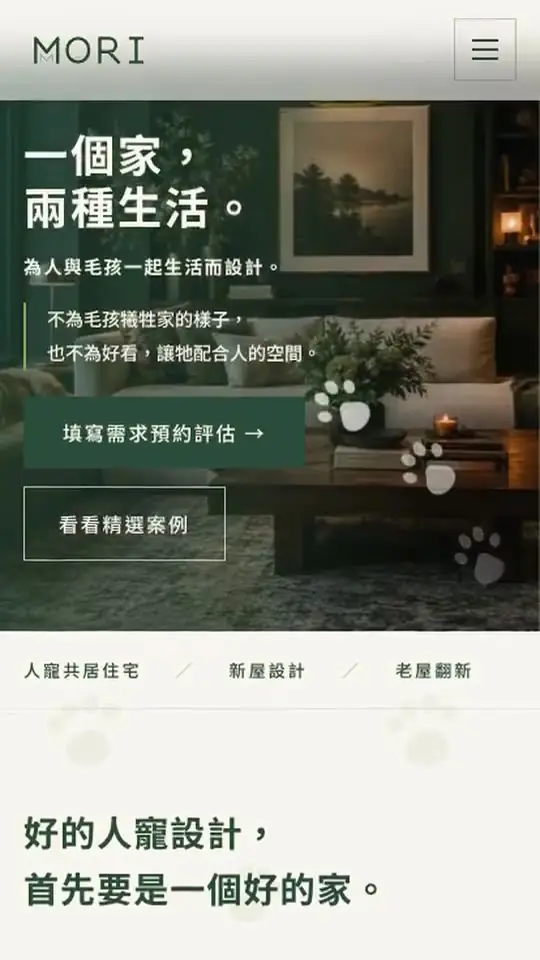 MORI
一個家，
兩種生活。
為人與毛孩一起生活而設計。
不為毛孩犧牲家的樣子，
也不為好看，讓牠配合人的空間。
填寫需求預約評估 →
看看精選案例
人寵共居住宅 ／ 新屋設計 ／ 老屋翻新
好的人寵設計，
首先要是一個好的家。